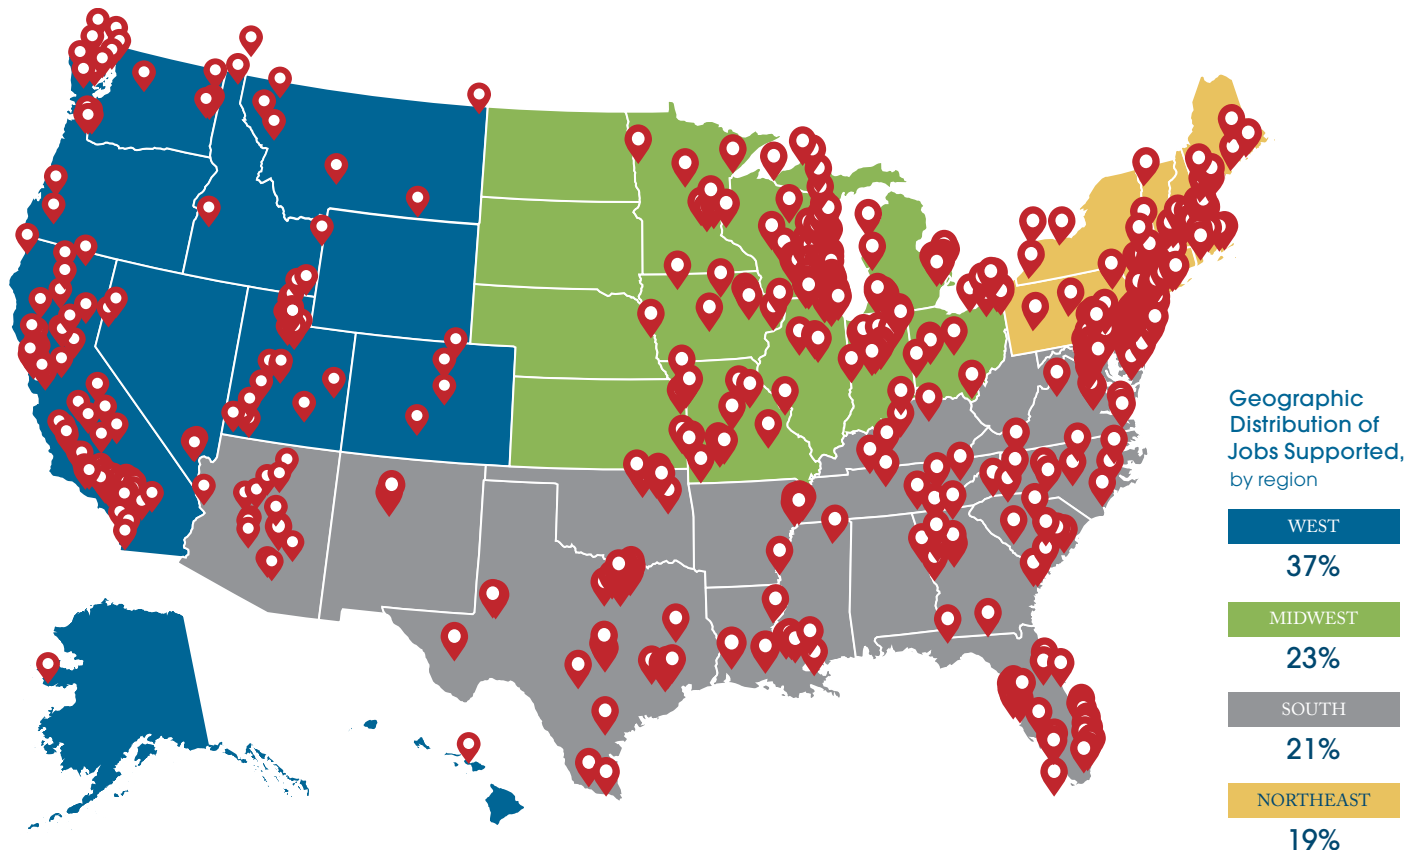 Geographic
Distribution of
Jobs Supported,
by region
WEST
37%
MIDWEST
23%
SOUTH
21%
NORTHEAST
19%